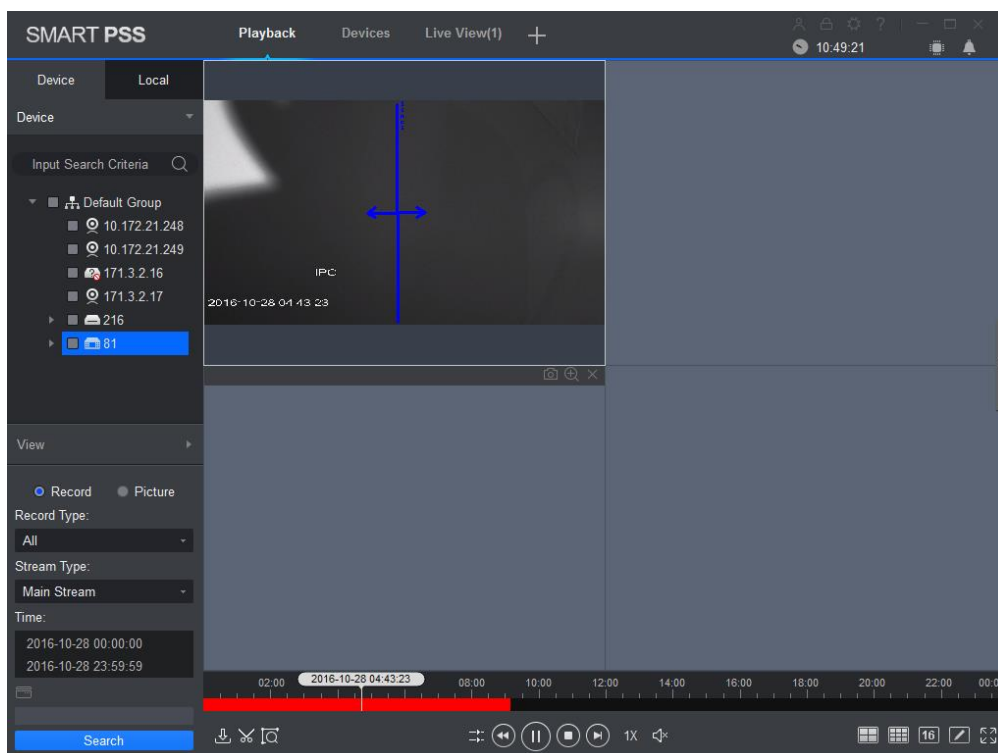 SMART PSS
Playback
Devices
Live View(1)
10:49:21
Device
Local
Device
Input Search Criteria
Default Group
10.172.21.248
10.172.21.249
171.3.2.16
171.3.2.17
216
81
IPC
2016-10-28 04 43 23
View
Record
Picture
Record Type:
All
Stream Type:
Main Stream
Time:
2016-10-28 00:00:00
2016-10-28 23:59:59
Search
02:00
2016-10-28 04:43:23
08:00
10:00
12:00
14:00
16:00
18:00
20:00
22:00
00:0
1X
16